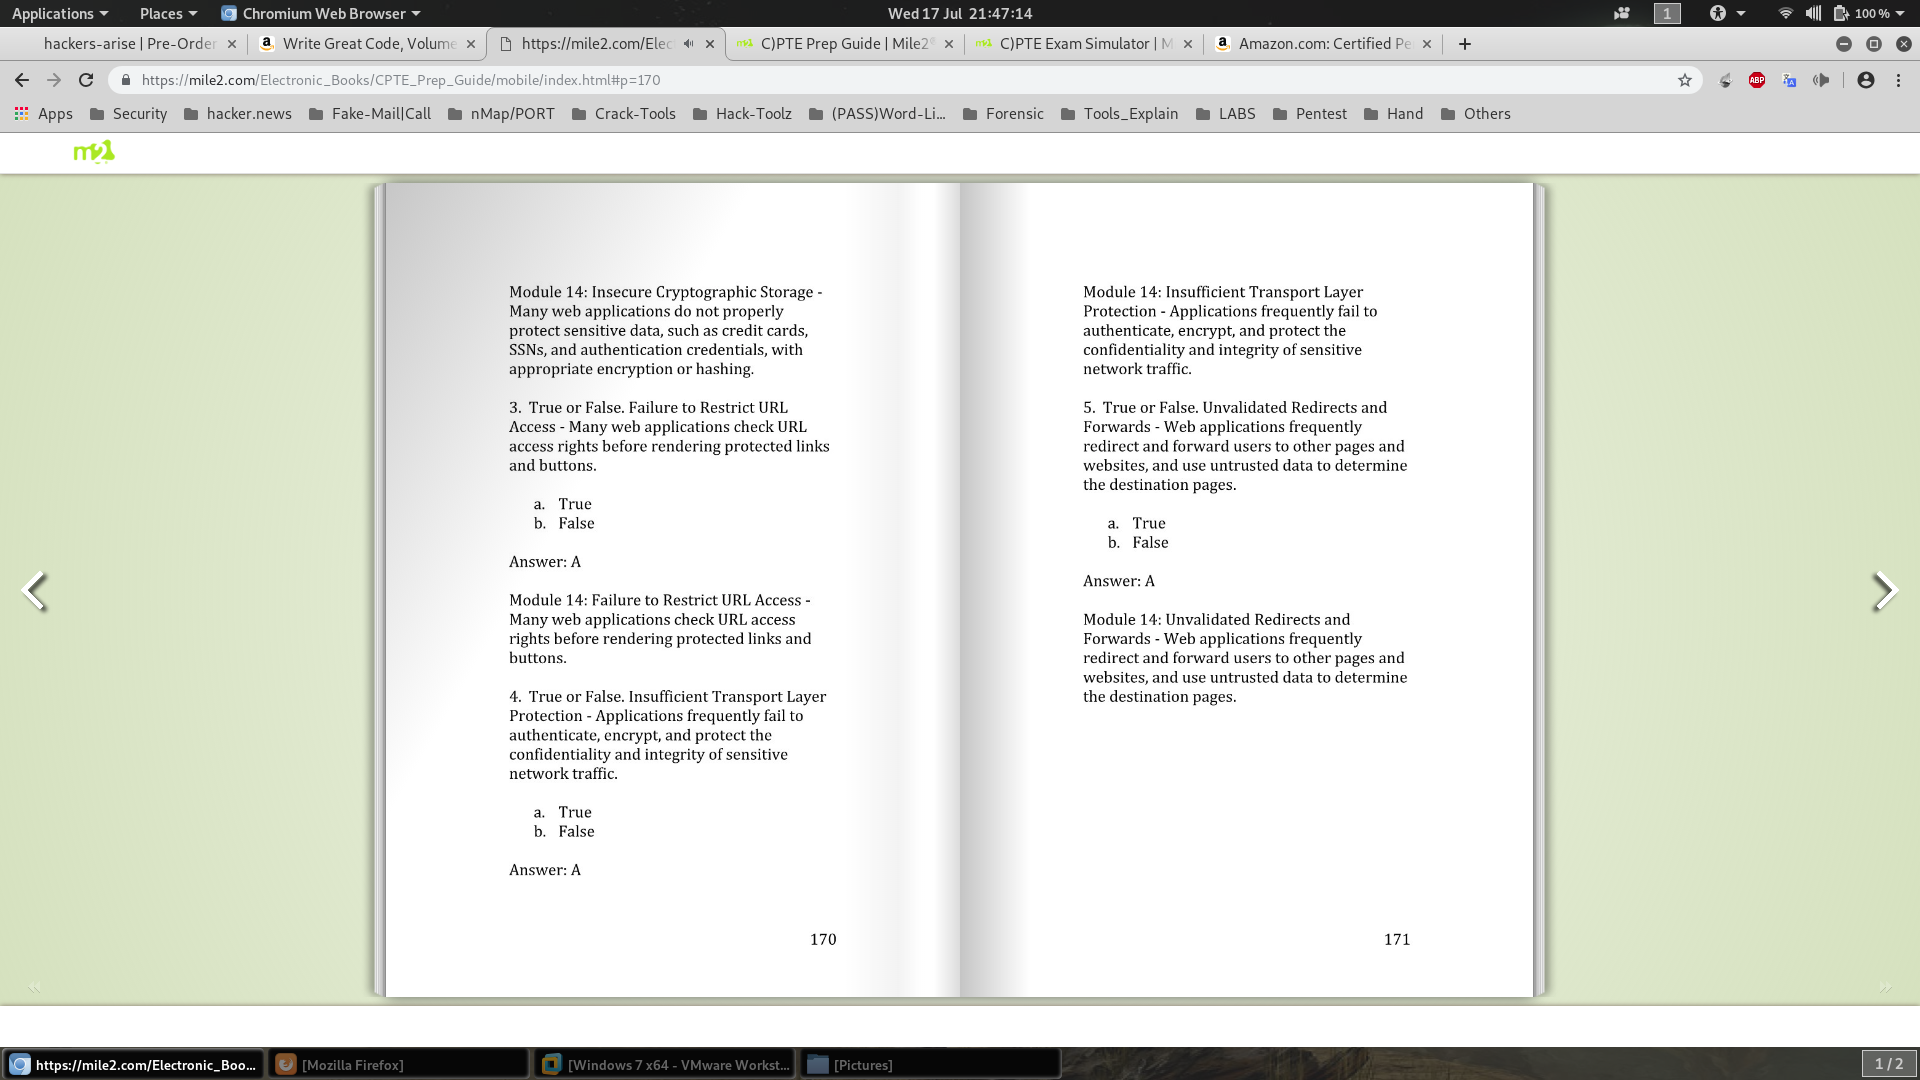 Applications
Places
Chromium Web Browser
Wed 17 Jul 21:47:14
1
100 %
hackers-arise | Pre-Order
Write Great Code, Volume
https://mile2.com/Elec
C)PTE Prep Guide | Mile2
C)PTE Exam Simulator | M
Amazon.com: Certified Pe
https://mile2.com/Electronic_Books/CPTE_Prep_Guide/mobile/index.html#p=170
ABP
Apps
Security
hacker.news
Fake-Mail|Call
nMap/PORT
Crack-Tools
Hack-Toolz
(PASS)Word-Li...
Forensic
Tools_Explain
LABS
Pentest
Hand
Others
m2
Module 14: Insecure Cryptographic Storage -
Many web applications do not properly
protect sensitive data, such as credit cards,
SSNs, and authentication credentials, with
appropriate encryption or hashing.
3. True or False. Failure to Restrict URL
Access - Many web applications check URL
access rights before rendering protected links
and buttons.
a. True
b. False
Answer: A
Module 14: Failure to Restrict URL Access -
Many web applications check URL access
rights before rendering protected links and
buttons.
4. True or False. Insufficient Transport Layer
Protection - Applications frequently fail to
authenticate, encrypt, and protect the
confidentiality and integrity of sensitive
network traffic.
a. True
b. False
Answer: A
170
Module 14: Insufficient Transport Layer
Protection - Applications frequently fail to
authenticate, encrypt, and protect the
confidentiality and integrity of sensitive
network traffic.
5. True or False. Unvalidated Redirects and
Forwards - Web applications frequently
redirect and forward users to other pages and
websites, and use untrusted data to determine
the destination pages.
a. True
b. False
Answer: A
Module 14: Unvalidated Redirects and
Forwards - Web applications frequently
redirect and forward users to other pages and
websites, and use untrusted data to determine
the destination pages.
171
https://mile2.com/Electronic_Boo...
[Mozilla Firefox]
[Windows 7 x64 - VMware Workst...
[Pictures]
1 / 2